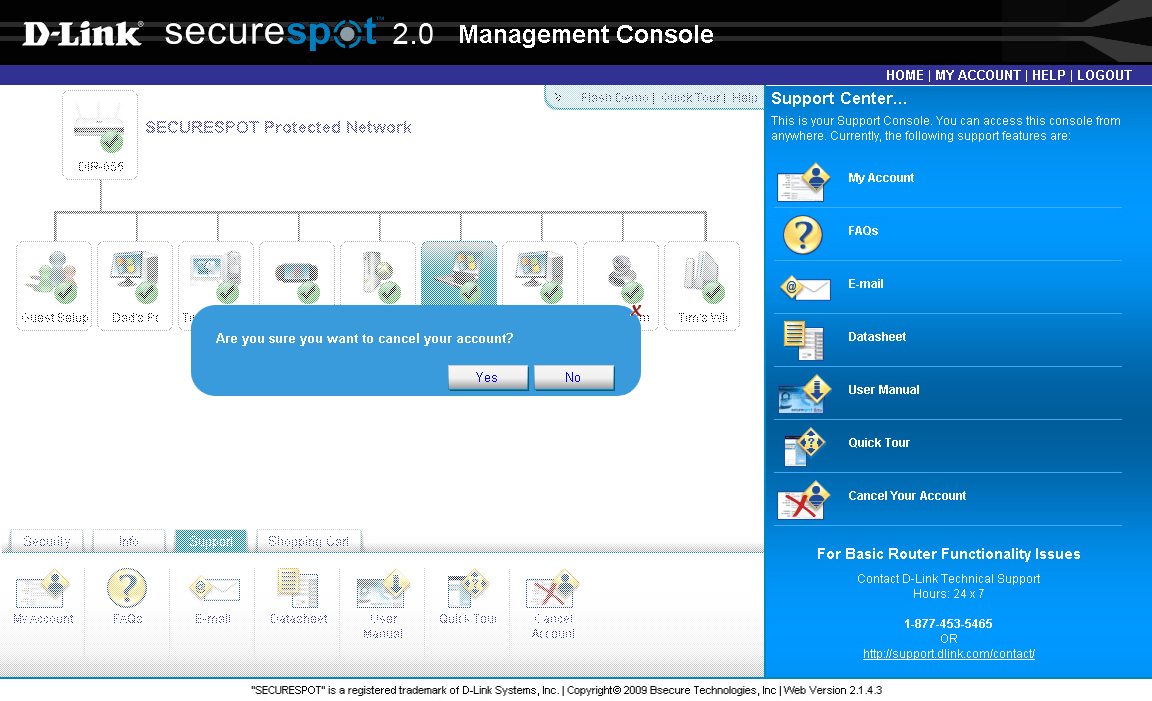 D-Link® securespot™ 2.0 Management Console
HOME | MY ACCOUNT | HELP | LOGOUT
Flash Demo | Quick Tour | Help
DIR-655
SECURESPOT Protected Network
Guest Setup
Dad's Pc
Tim's Wii
Are you sure you want to cancel your account?
X
Yes
No
Security
Info
Support
Shopping Cart
My Account
FAQs
E-mail
Datasheet
User
Manual
Quick Tour
Cancel
Account
Support Center...
This is your Support Console. You can access this console from
anywhere. Currently, the following support features are:
My Account
FAQs
E-mail
Datasheet
User Manual
Quick Tour
Cancel Your Account
For Basic Router Functionality Issues
Contact D-Link Technical Support
Hours: 24 x 7
1-877-453-5465
OR
http://support.dlink.com/contact/
"SECURESPOT" is a registered trademark of D-Link Systems, Inc. | Copyright© 2009 Bsecure Technologies, Inc | Web Version 2.1.4.3